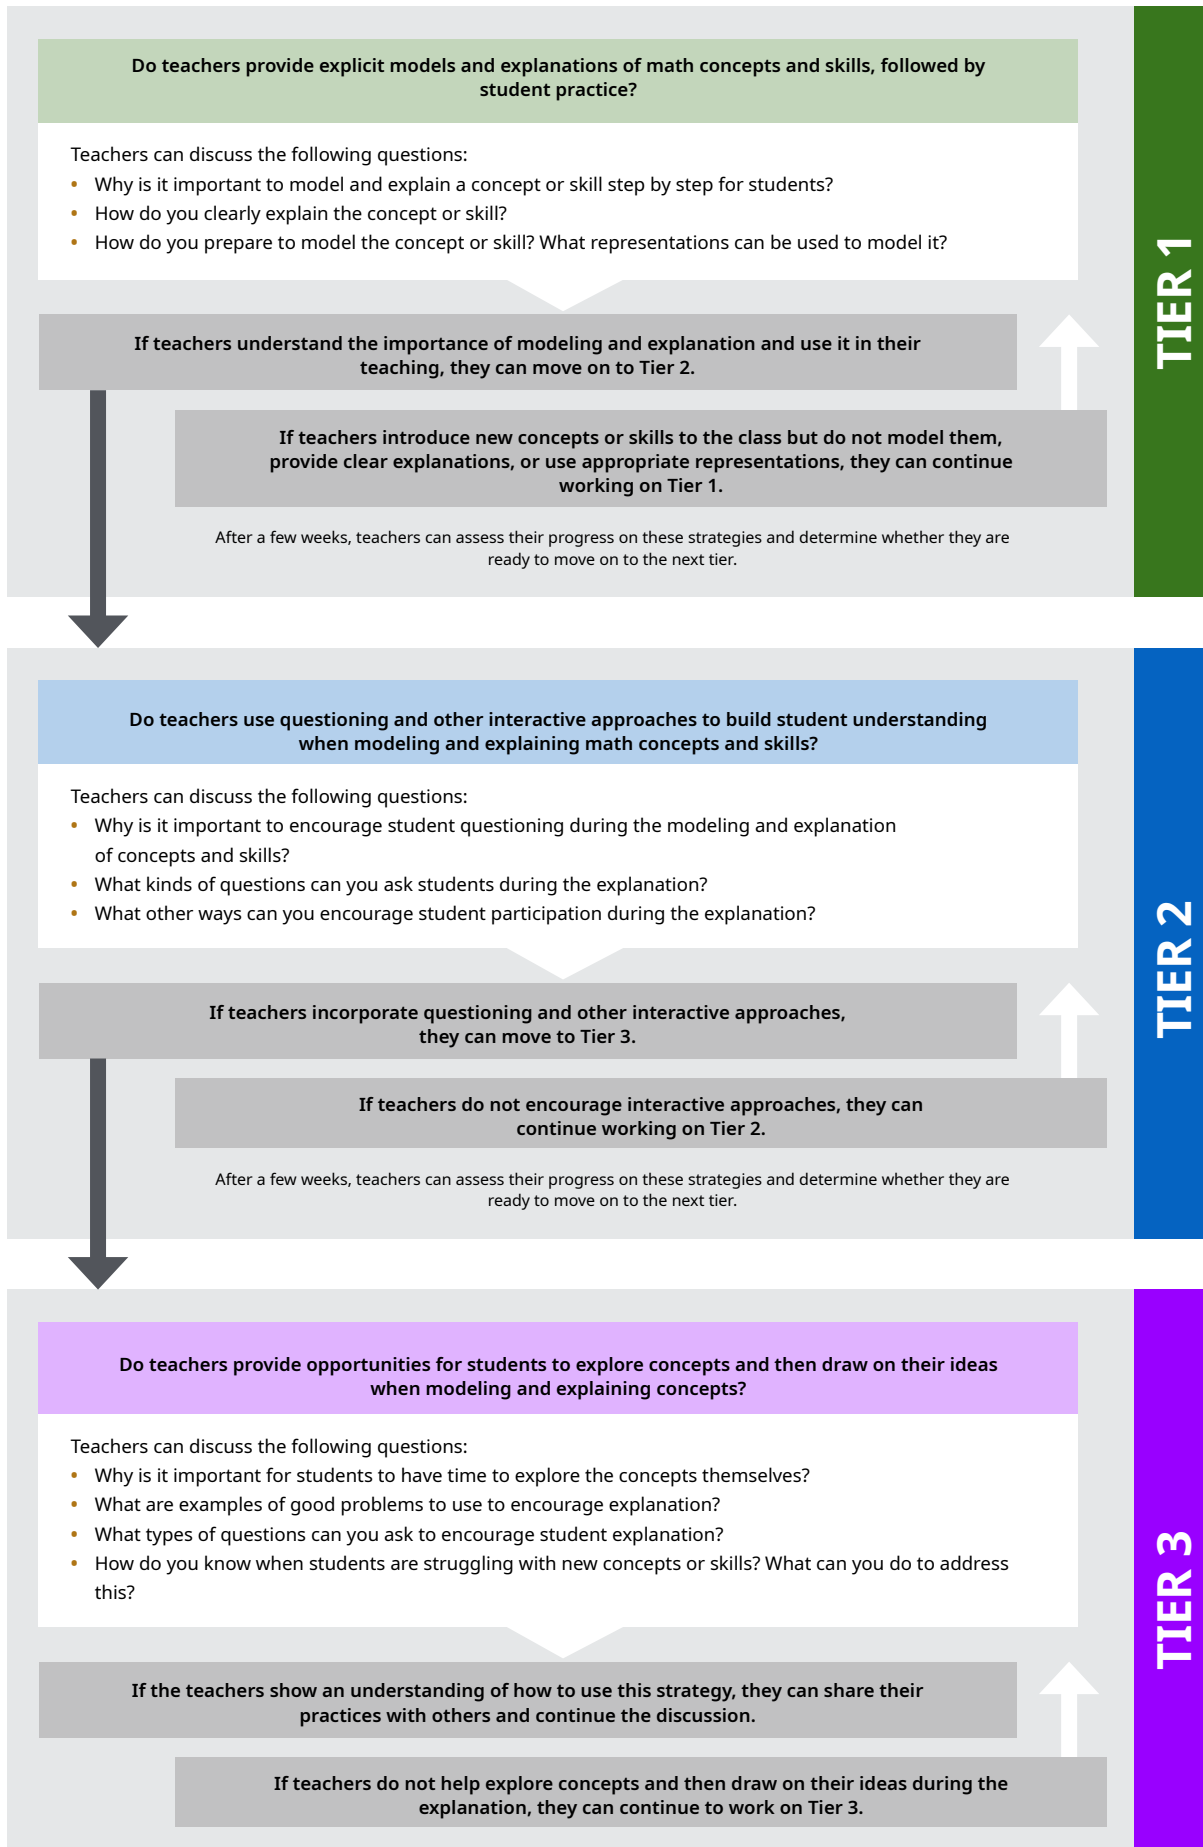 Do teachers provide explicit models and explanations of math concepts and skills, followed by
student practice?
Teachers can discuss the following questions:
• Why is it important to model and explain a concept or skill step by step for students?
• How do you clearly explain the concept or skill?
• How do you prepare to model the concept or skill? What representations can be used to model it?
If teachers understand the importance of modeling and explanation and use it in their
teaching, they can move on to Tier 2.
If teachers introduce new concepts or skills to the class but do not model them,
provide clear explanations, or use appropriate representations, they can continue
working on Tier 1.
After a few weeks, teachers can assess their progress on these strategies and determine whether they are
ready to move on to the next tier.
TIER 1
Do teachers use questioning and other interactive approaches to build student understanding
when modeling and explaining math concepts and skills?
Teachers can discuss the following questions:
• Why is it important to encourage student questioning during the modeling and explanation
of concepts and skills?
• What kinds of questions can you ask students during the explanation?
• What other ways can you encourage student participation during the explanation?
If teachers incorporate questioning and other interactive approaches,
they can move to Tier 3.
If teachers do not encourage interactive approaches, they can
continue working on Tier 2.
After a few weeks, teachers can assess their progress on these strategies and determine whether they are
ready to move on to the next tier.
TIER 2
Do teachers provide opportunities for students to explore concepts and then draw on their ideas
when modeling and explaining concepts?
Teachers can discuss the following questions:
• Why is it important for students to have time to explore the concepts themselves?
• What are examples of good problems to use to encourage explanation?
• What types of questions can you ask to encourage student explanation?
• How do you know when students are struggling with new concepts or skills? What can you do to address
this?
If the teachers show an understanding of how to use this strategy, they can share their
practices with others and continue the discussion.
If teachers do not help explore concepts and then draw on their ideas during the
explanation, they can continue to work on Tier 3.
TIER 3